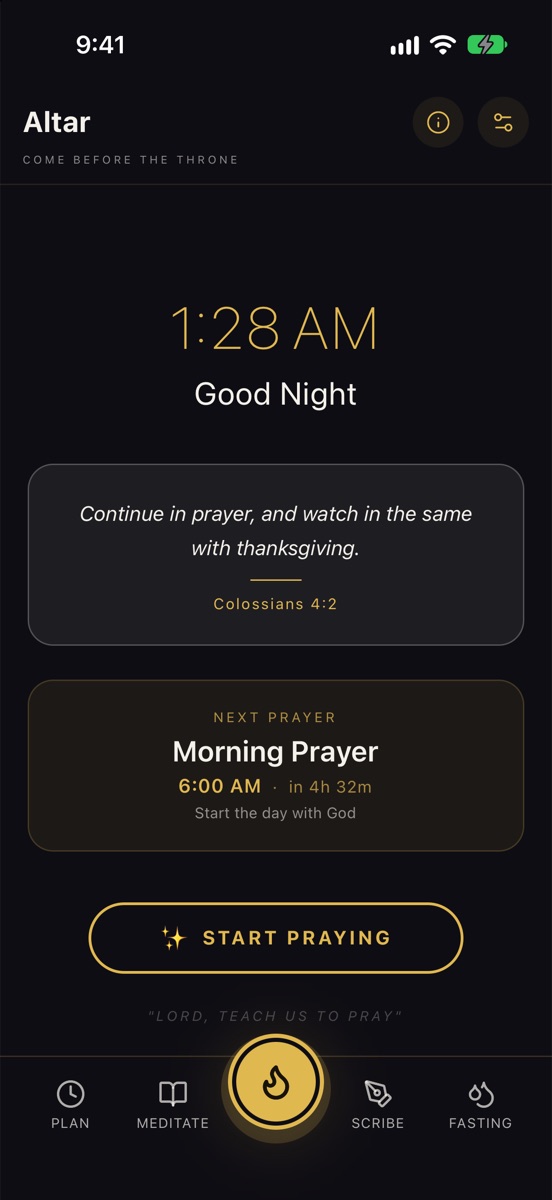 9:41
Altar
COME BEFORE THE THRONE
1:28 AM
Good Night
Continue in prayer, and watch in the same
with thanksgiving.
Colossians 4:2
NEXT PRAYER
Morning Prayer
6:00 AM · in 4h 32m
Start the day with God
START PRAYING
"LORD, TEACH US TO PRAY"
PLAN
MEDITATE
SCRIBE
FASTING